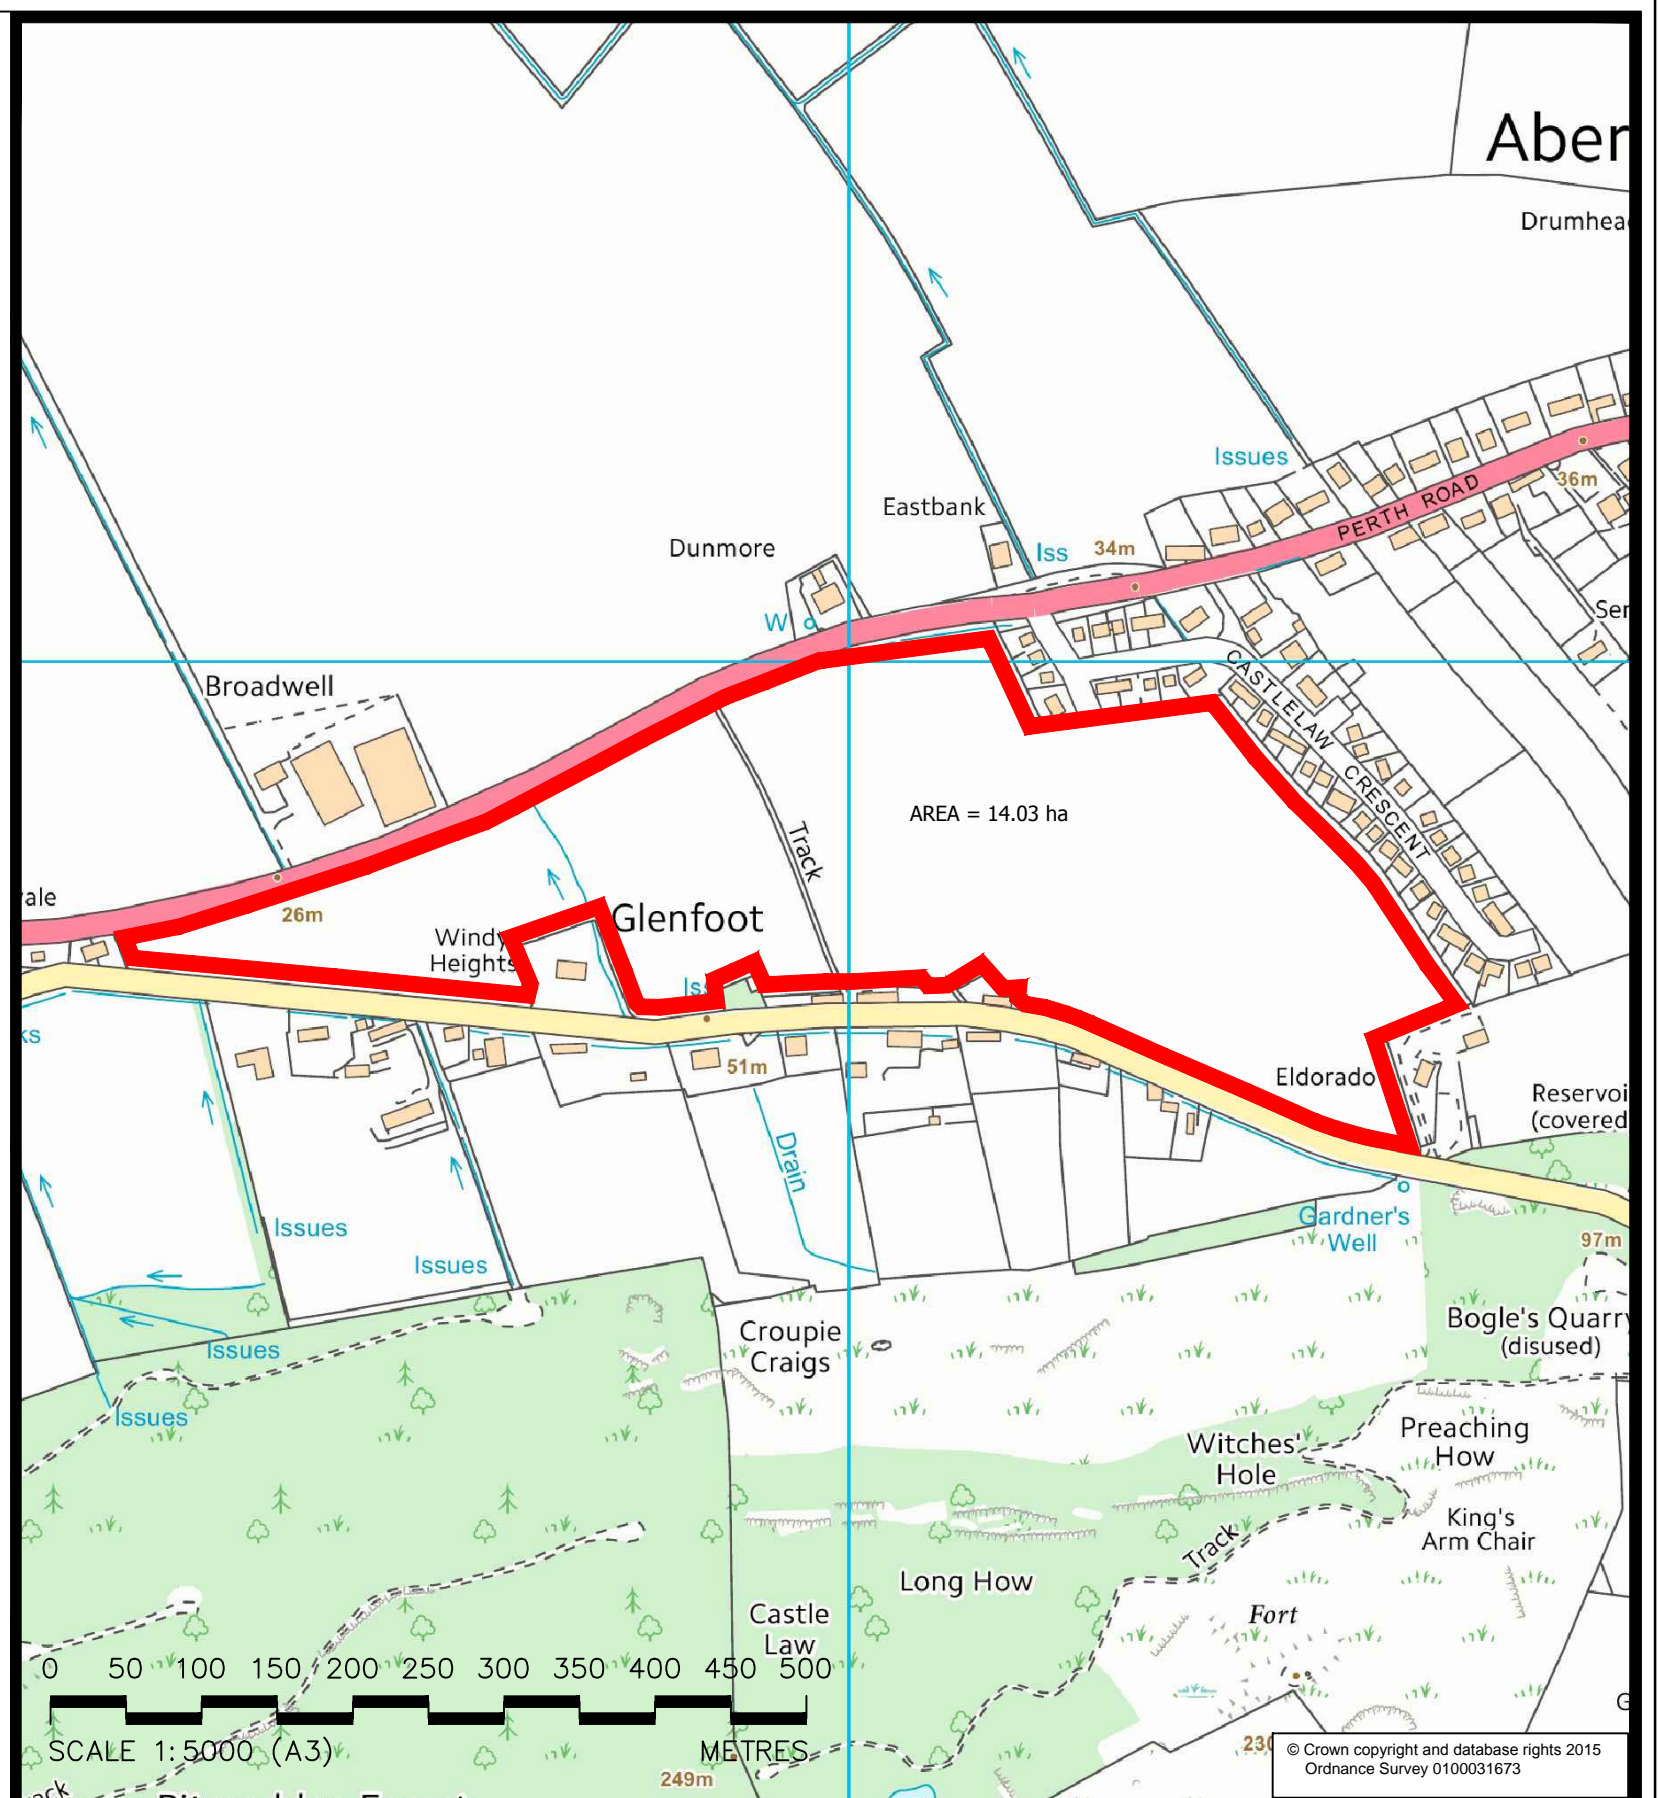 Aber
Drumhea
Issues
36m
PERTH ROAD
Eastbank
Dunmore
Iss 34m
W
Ser
Broadwell
CASTLELAW CRESCENT
AREA = 14.03 ha
Track
ale
26m
Glenfoot
Windy
Heights
Iss
ks
51m
Eldorado
Reservoi
(covered
Drain
Issues
Gardner's
Well
97m
Issues
Croupie
Craigs
Bogle's Quarry
(disused)
Issues
Issues
Preaching
How
Witches'
Hole
King's
Arm Chair
Track
Long How
Castle
Law
Fort
0 50 100 150 200 250 300 350 400 450 500
SCALE 1:5000 (A3) METRES
230
249m
© Crown copyright and database rights 2015
Ordnance Survey 0100031673
ack